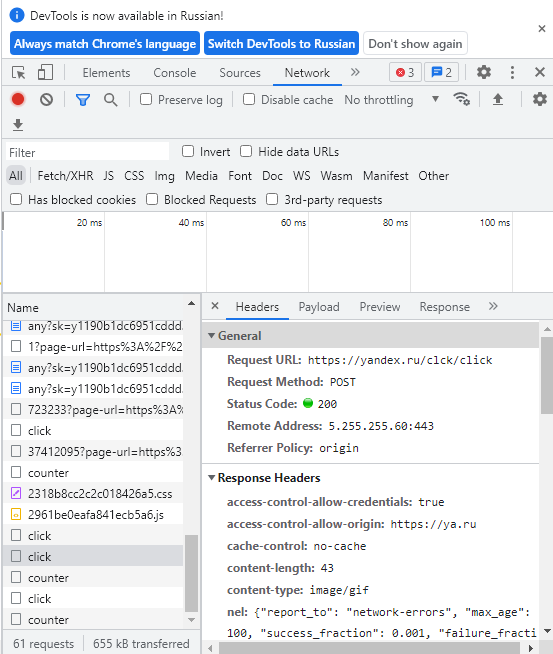 DevTools is now available in Russian!
Always match Chrome's language Switch DevTools to Russian Don't show again
Elements Console Sources Network 3 2
Preserve log Disable cache No throttling
Filter Invert Hide data URLs
All Fetch/XHR JS CSS Img Media Font Doc WS Wasm Manifest Other
Has blocked cookies Blocked Requests 3rd-party requests
20 ms 40 ms 60 ms 80 ms 100 ms
Name
any?sk=y1190b1dc6951cddd
1?page-url=https%3A%2F%2
any?sk=y1190b1dc6951cddd
any?sk=y1190b1dc6951cddd
723233?page-url=https%3A%
click
37412095?page-url=https%3
counter
2318b8cc2c2c018426a5.css
2961be0eafa841ecb5a6.js
click
click
counter
click
counter
61 requests 655 kB transferred
Headers Payload Preview Response
General
Request URL: https://yandex.ru/clck/click
Request Method: POST
Status Code: 200
Remote Address: 5.255.255.60:443
Referrer Policy: origin
Response Headers
access-control-allow-credentials: true
access-control-allow-origin: https://ya.ru
cache-control: no-cache
content-length: 43
content-type: image/gif
nel: {"report_to": "network-errors", "max_age":
100, "success_fraction": 0.001, "failure_fracti